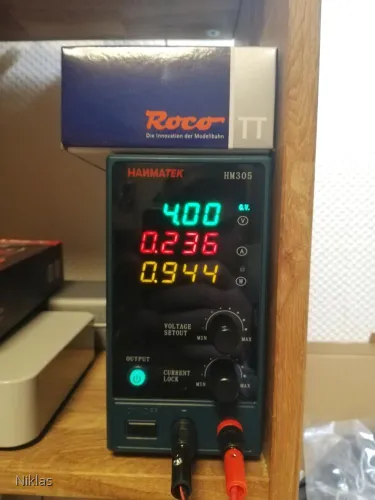 Roco
Die Innovation der Modellbahn
TT
HANMATEK
HM305
4.00
C.V.
V
0.236
A
0.944
W
VOLTAGE
SETOUT
MIN
MAX
OUTPUT
CURRENT
LOCK
MIN
MAX
Niklas